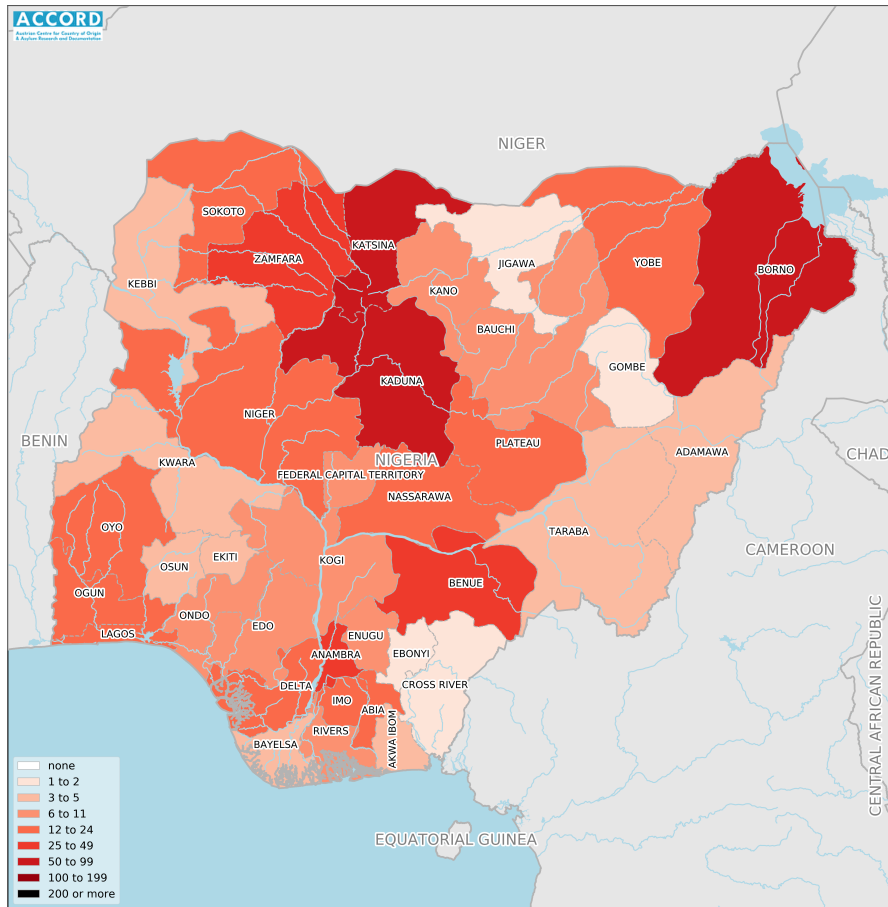 ACCORD
Austrian Centre for Country of Origin
& Asylum Research and Documentation
NIGER
SOKOTO
KATSINA
ZAMFARA
JIGAWA
YOBE
BORNO
KEBBI
KANO
BAUCHI
GOMBE
KADUNA
NIGER
BENIN
PLATEAU
ADAMAWA
CHAD
KWARA
NIGERIA
FEDERAL CAPITAL TERRITORY
NASSARAWA
OYO
TARABA
CAMEROON
OSUN
EKITI
KOGI
BENUE
OGUN
ONDO
EDO
LAGOS
ENUGU
ANAMBRA
EBONYI
DELTA
CROSS RIVER
IMO
ABIA
RIVERS
AKWA IBOM
BAYELSA
CENTRAL AFRICAN REPUBLIC
EQUATORIAL GUINEA
none
1 to 2
3 to 5
6 to 11
12 to 24
25 to 49
50 to 99
100 to 199
200 or more